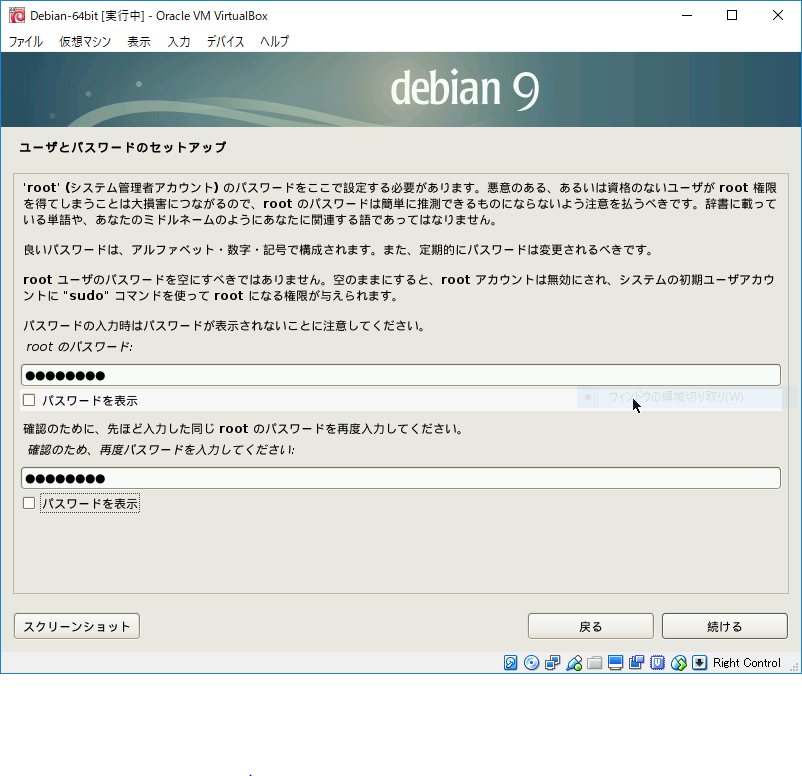 Debian-64bit [実行中] - Oracle VM VirtualBox
ファイル 仮想マシン 表示 入力 デバイス ヘルプ
debian 9
ユーザとパスワードのセットアップ
'root' (システム管理者アカウント) のパスワードをここで設定する必要があります。悪意のある、あるいは資格のないユーザが root 権限
を得てしまうことは大損害につながるので、root のパスワードは簡単に推測できるものにならないよう注意を払うべきです。辞書に載って
いる単語や、あなたのミドルネームのようにあなたに関連する語であってはなりません。
良いパスワードは、アルファベット・数字・記号で構成されます。また、定期的にパスワードは変更されるべきです。
root ユーザのパスワードを空にすべきではありません。空のままにすると、root アカウントは無効にされ、システムの初期ユーザアカウ
ントに "sudo" コマンドを使って root になる権限が与えられます。
パスワードの入力時はパスワードが表示されないことに注意してください。
root のパスワード:
●●●●●●●●
パスワードを表示
ウィンドウの領域切り取り(W)
確認のために、先ほど入力した同じ root のパスワードを再度入力してください。
確認のため、再度パスワードを入力してください:
●●●●●●●●
パスワードを表示
スクリーンショット 戻る 続ける
Right Control